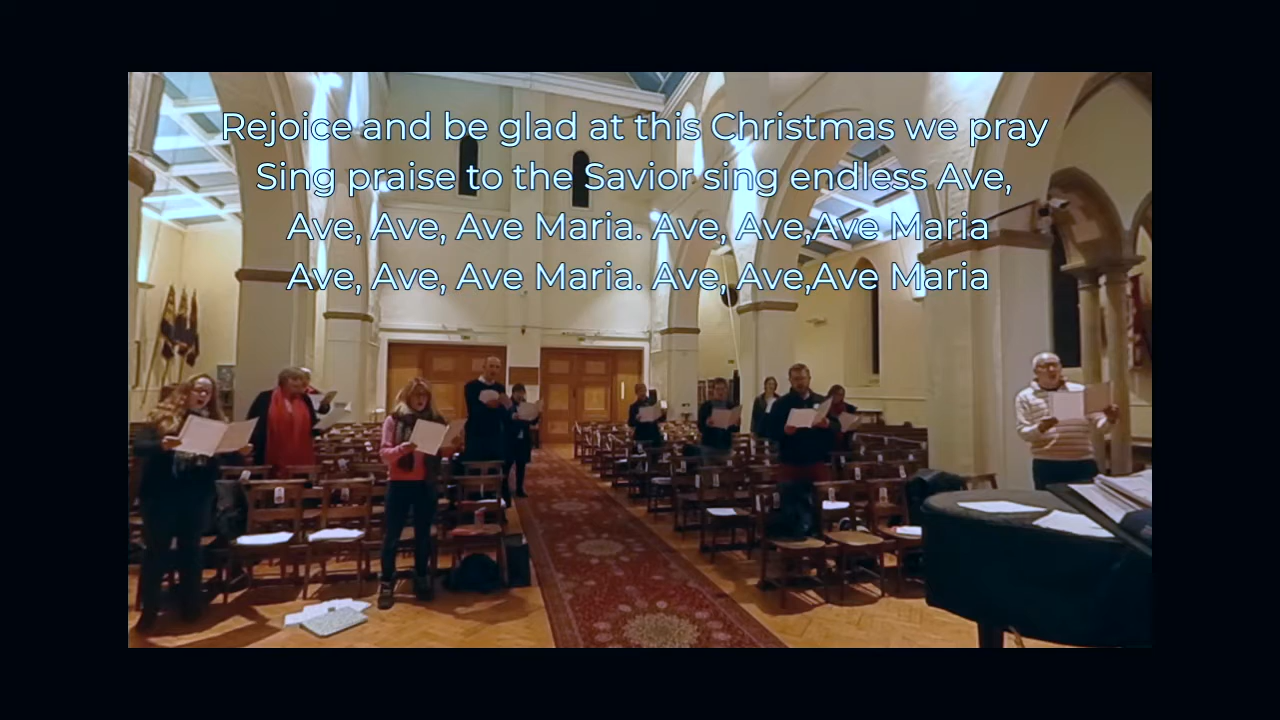 Rejoice and be glad at this Christmas we pray
Sing praise to the Savior sing endless Ave,
Ave, Ave, Ave Maria. Ave, Ave,Ave Maria
Ave, Ave, Ave Maria. Ave, Ave,Ave Maria